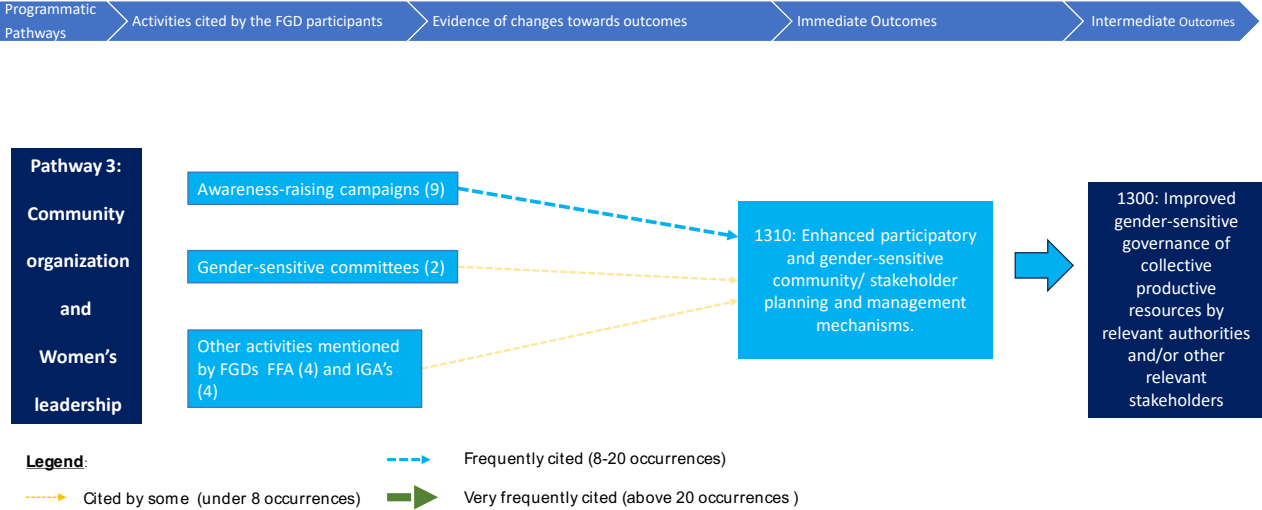 Programmatic
Pathways
Activities cited by the FGD participants
Evidence of changes towards outcomes
Immediate Outcomes
Intermediate Outcomes
Pathway 3:
Community
organization
and
Women's
leadership
Awareness-raising campaigns (9)
Gender-sensitive committees (2)
Other activities mentioned
by FGDs FFA (4) and IGA's
(4)
1310: Enhanced participatory
and gender-sensitive
community/ stakeholder
planning and management
mechanisms.
1300: Improved
gender-sensitive
governance of
collective
productive
resources by
relevant authorities
and/or other
relevant
stakeholders
Legend:
Frequently cited (8-20 occurrences)
Cited by some (under 8 occurrences)
Very frequently cited (above 20 occurrences )